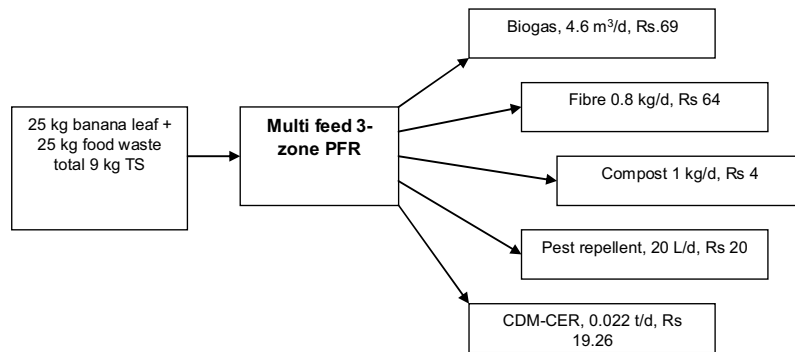 25 kg banana leaf +
25 kg food waste
total 9 kg TS
Multi feed 3-
zone PFR
Biogas, 4.6 m³/d, Rs.69
Fibre 0.8 kg/d, Rs 64
Compost 1 kg/d, Rs 4
Pest repellent, 20 L/d, Rs 20
CDM-CER, 0.022 t/d, Rs
19.26